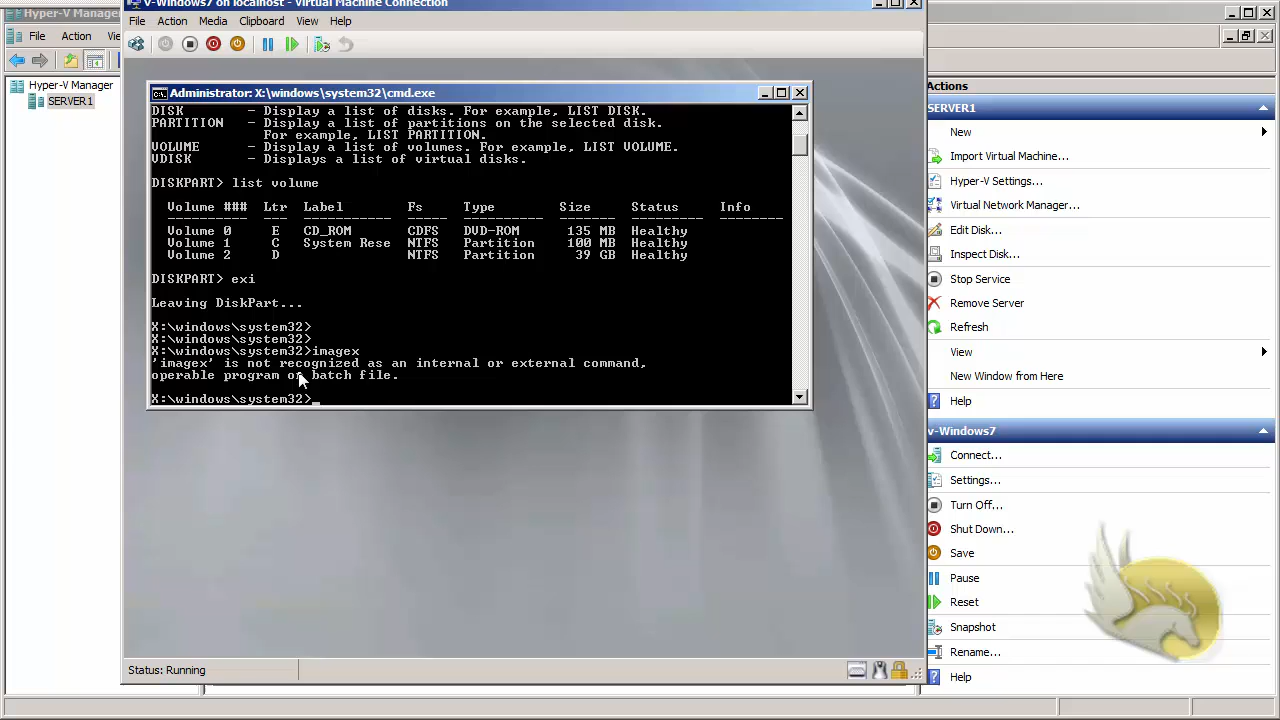 Hyper-V Manager
v-Windows7 on localhost - Virtual Machine Connection
File Action Media Clipboard View Help
File Action
Hyper-V Manager
SERVER1
Administrator: X:\windows\system32\cmd.exe
DISK - Display a list of disks. For example, LIST DISK.
PARTITION - Display a list of partitions on the selected disk.
For example, LIST PARTITION.
VOLUME - Display a list of volumes. For example, LIST VOLUME.
VDISK - Displays a list of virtual disks.
DISKPART> list volume
Volume ### Ltr Label Fs Type Size Status Info
---------- --- ----------- ----- ---------- ------- --------- --------
Volume 0 E CD_ROM CDFS DVD-ROM 135 MB Healthy
Volume 1 C System Rese NTFS Partition 100 MB Healthy
Volume 2 D NTFS Partition 39 GB Healthy
DISKPART> exi
Leaving DiskPart...
X:\windows\system32>
X:\windows\system32>
X:\windows\system32>imagex
'imagex' is not recognized as an internal or external command,
operable program or batch file.
X:\windows\system32>_
Status: Running
Actions
SERVER1
New
Import Virtual Machine...
Hyper-V Settings...
Virtual Network Manager...
Edit Disk...
Inspect Disk...
Stop Service
Remove Server
Refresh
View
New Window from Here
Help
v-Windows7
Connect...
Settings...
Turn Off...
Shut Down...
Save
Pause
Reset
Snapshot
Rename...
Help